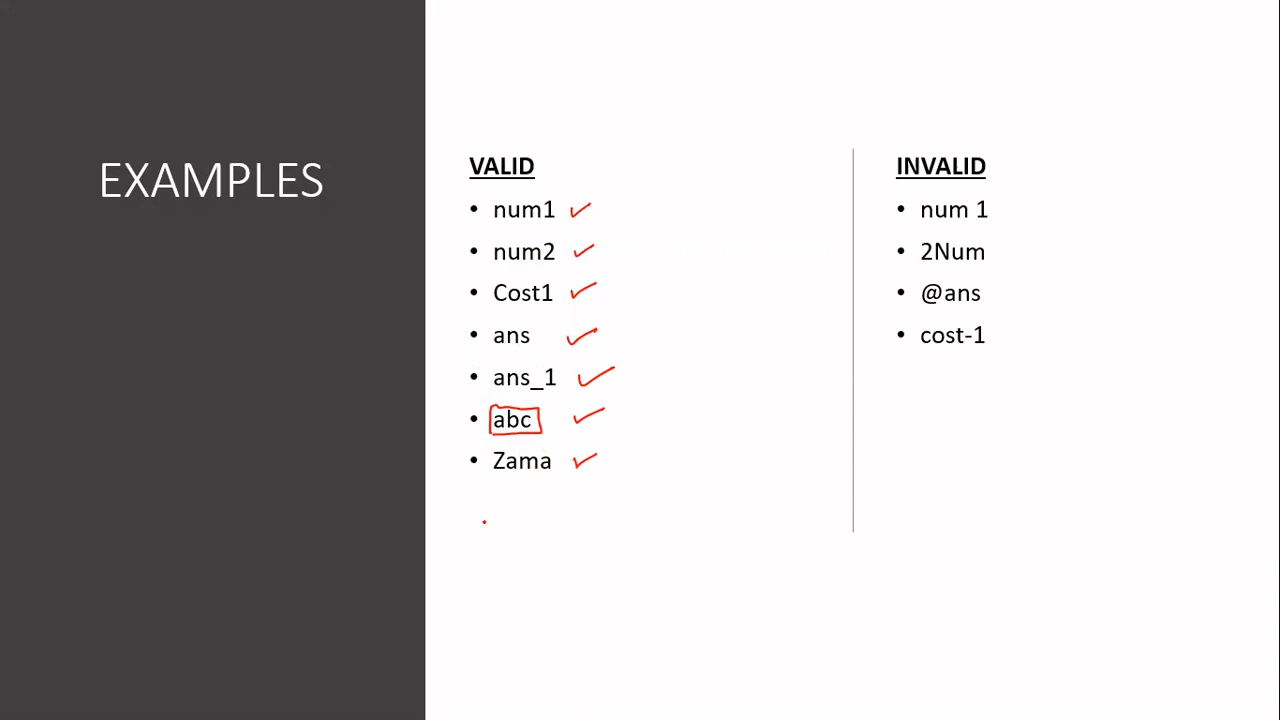 EXAMPLES
VALID
num1
num2
Cost1
ans
ans_1
abc
Zama
INVALID
num 1
2Num
@ans
cost-1